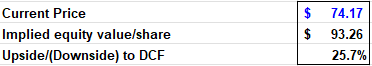 Current Price $ 74.17
Implied equity value/share $ 93.26
Upside/(Downside) to DCF 25.7%